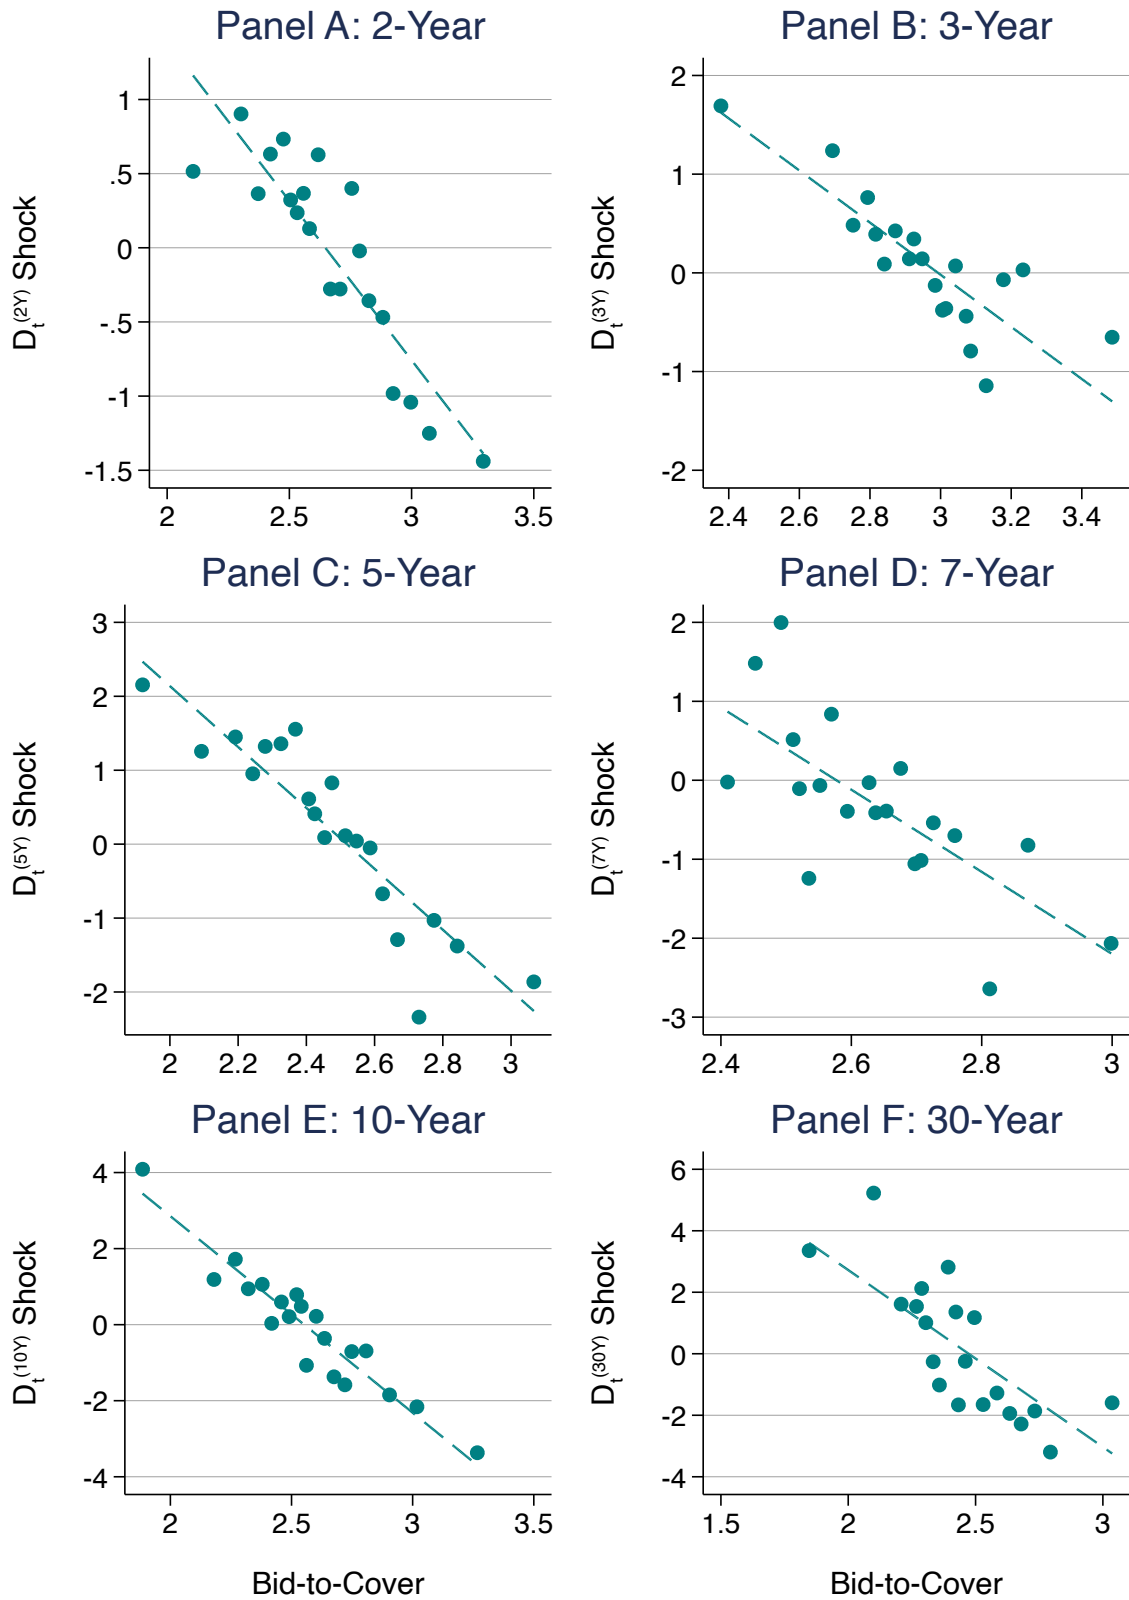 Panel A: 2-Year
D_t^(2Y) Shock
1
.5
0
-.5
-1
-1.5
2 2.5 3 3.5
Panel B: 3-Year
D_t^(3Y) Shock
2
1
0
-1
-2
2.4 2.6 2.8 3 3.2 3.4
Panel C: 5-Year
D_t^(5Y) Shock
3
2
1
0
-1
-2
2 2.2 2.4 2.6 2.8 3
Panel D: 7-Year
D_t^(7Y) Shock
2
1
0
-1
-2
-3
2.4 2.6 2.8 3
Panel E: 10-Year
D_t^(10Y) Shock
4
2
0
-2
-4
2 2.5 3 3.5
Bid-to-Cover
Panel F: 30-Year
D_t^(30Y) Shock
6
4
2
0
-2
-4
1.5 2 2.5 3
Bid-to-Cover